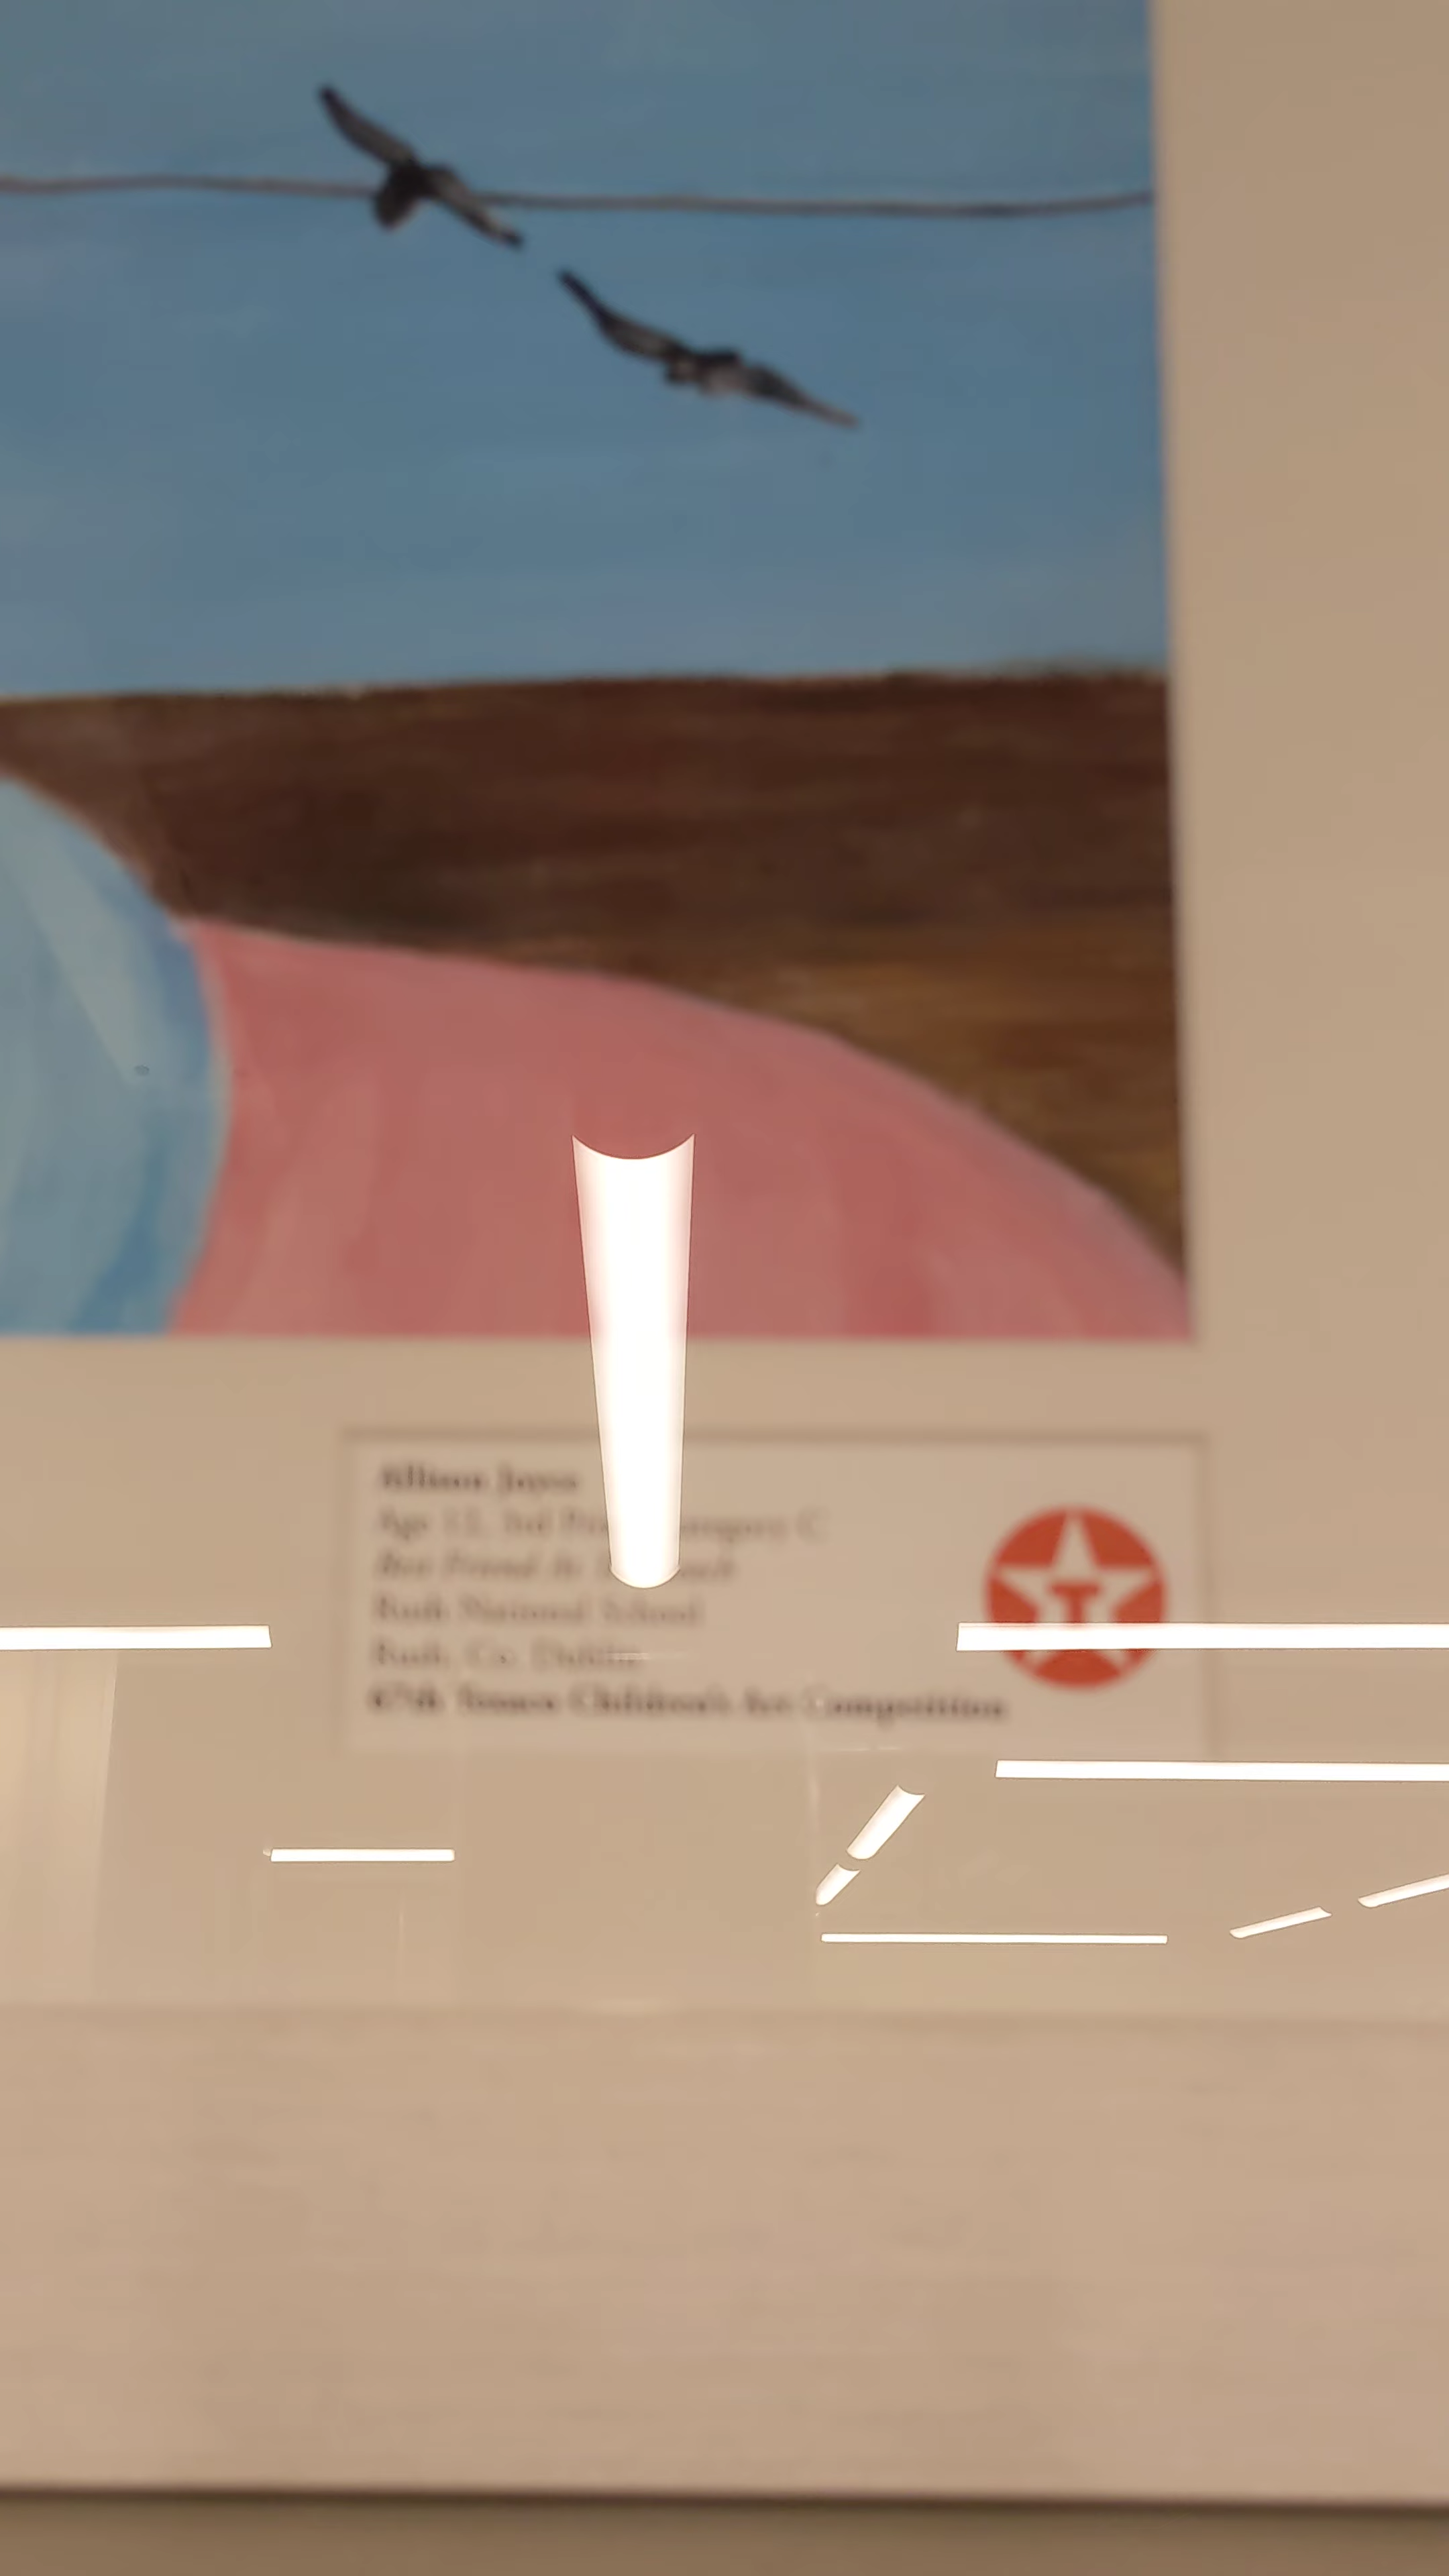 Allison Joyce
Age 12, 3rd
Best Friend At
Rush National School
Rush, Co. Dublin
67th Texaco Children's Art Competition
T